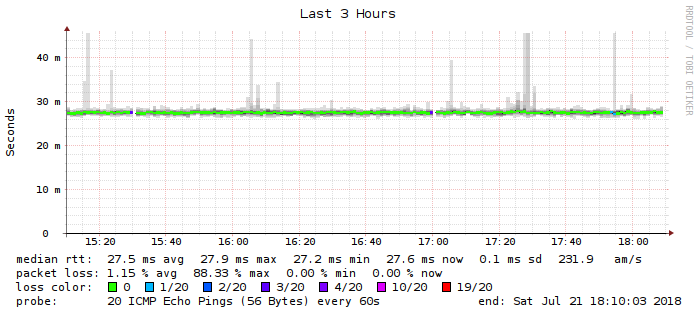 Last 3 Hours
RRDTOOL / TOBI OETIKER
Seconds
40 m
30 m
20 m
10 m
0
15:20 15:40 16:00 16:20 16:40 17:00 17:20 17:40 18:00
median rtt: 27.5 ms avg 27.9 ms max 27.2 ms min 27.6 ms now 0.1 ms sd 231.9 am/s
packet loss: 1.15 % avg 88.33 % max 0.00 % min 0.00 % now
loss color: 0 1/20 2/20 3/20 4/20 10/20 19/20
probe: 20 ICMP Echo Pings (56 Bytes) every 60s end: Sat Jul 21 18:10:03 2018